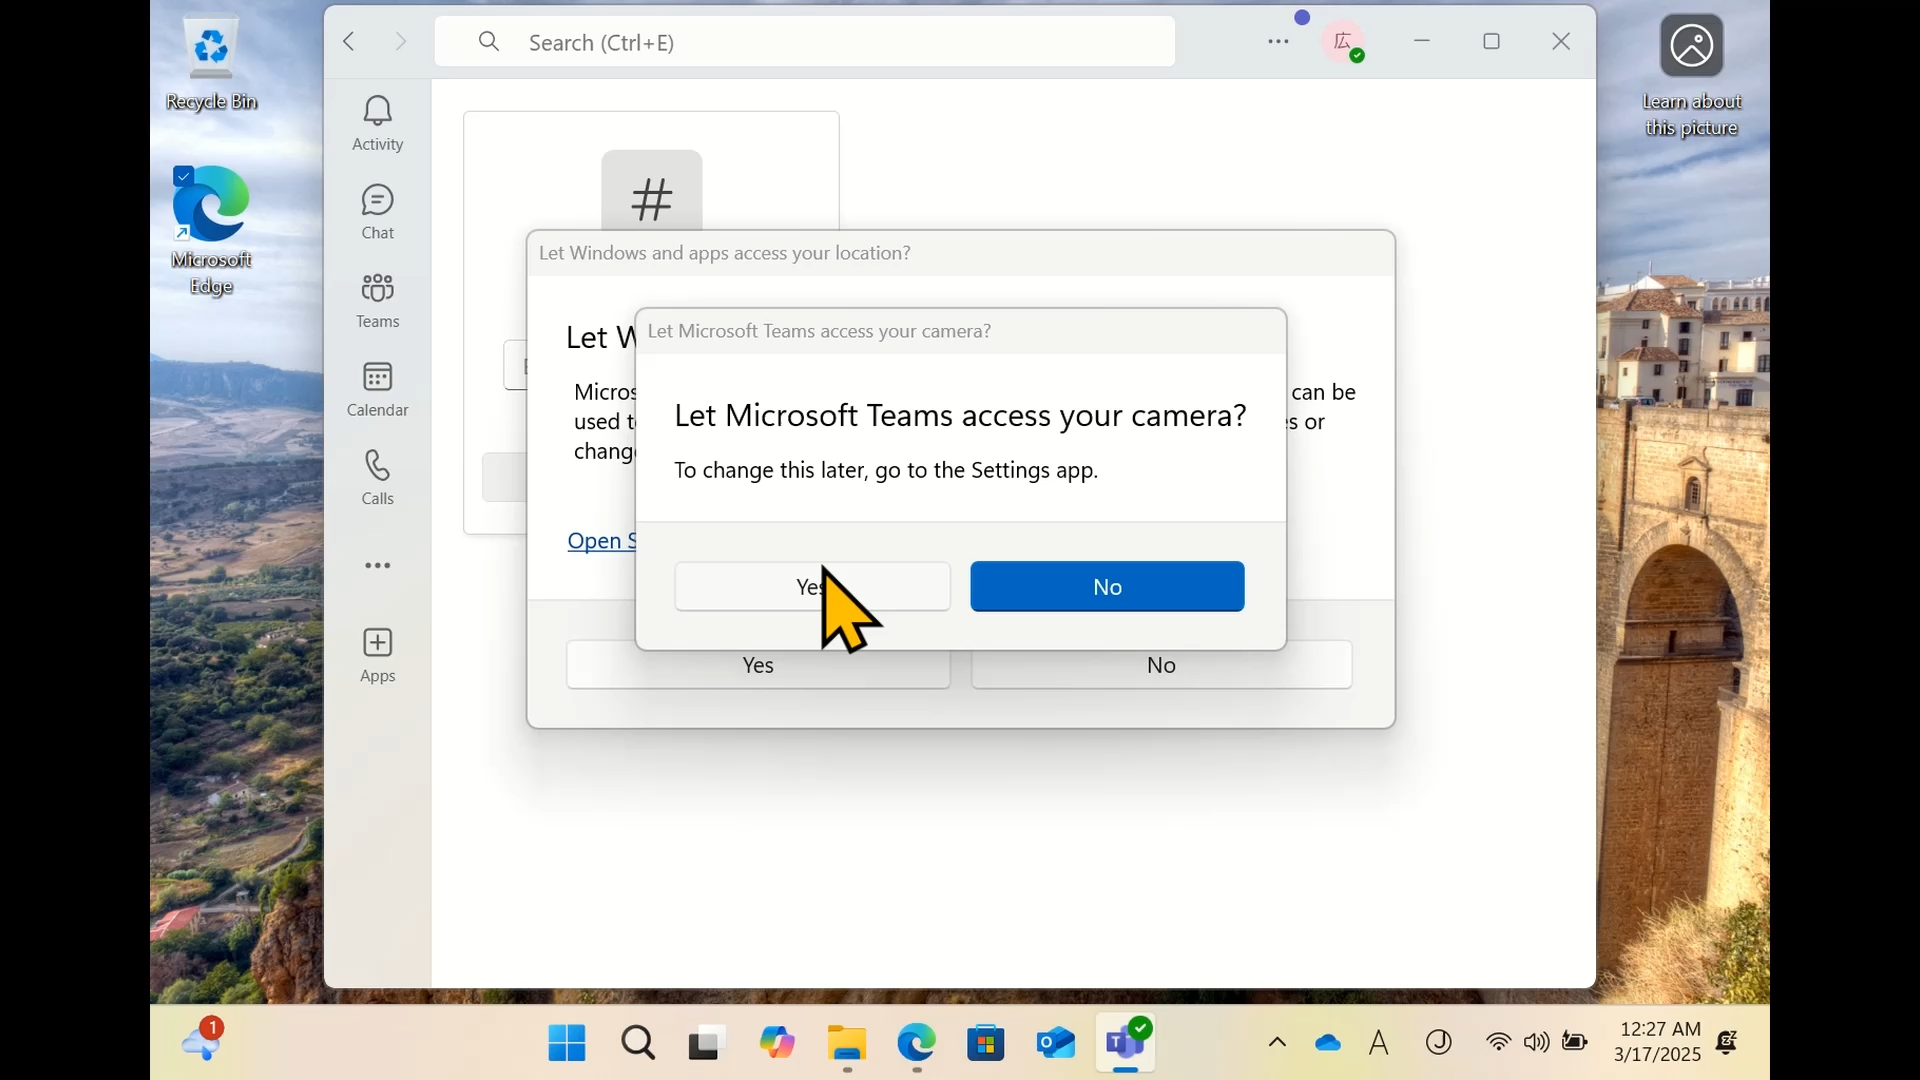 Recycle Bin
Microsoft
Edge
Search (Ctrl+E)
広
Learn about
this picture
Activity
Chat
Teams
Calendar
Calls
Apps
#
Let Windows and apps access your location?
Let W
Micros
can be
used t
s or
chang
Open S
Yes
No
Let Microsoft Teams access your camera?
Let Microsoft Teams access your camera?
To change this later, go to the Settings app.
Yes
No
1
A
J
12:27 AM
3/17/2025